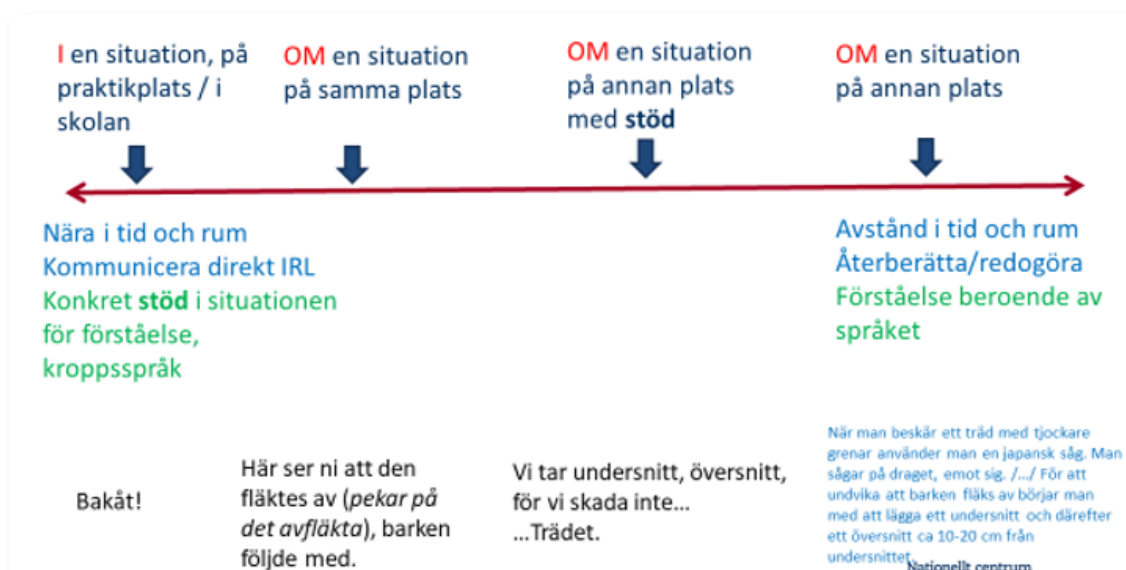 I en situation, på
praktikplats / i
skolan
OM en situation
på samma plats
OM en situation
på annan plats
med stöd
OM en situation
på annan plats
Nära i tid och rum
Kommunicera direkt IRL
Konkret stöd i situationen
för förståelse,
kroppsspråk
Avstånd i tid och rum
Återberätta/redogöra
Förståelse beroende av
språket
Bakåt!
Här ser ni att den
fläktes av (pekar på
det avfläkta), barken
följde med.
Vi tar undersnitt, översnitt,
för vi skada inte...
...Trädet.
När man beskär ett träd med tjockare
grenar använder man en japansk såg. Man
sågar på draget, emot sig. /.../ För att
undvika att barken fläks av börjar man
med att lägga ett undersnitt och därefter
ett översnitt ca 10-20 cm från
undersnittet.
Nationellt centrum